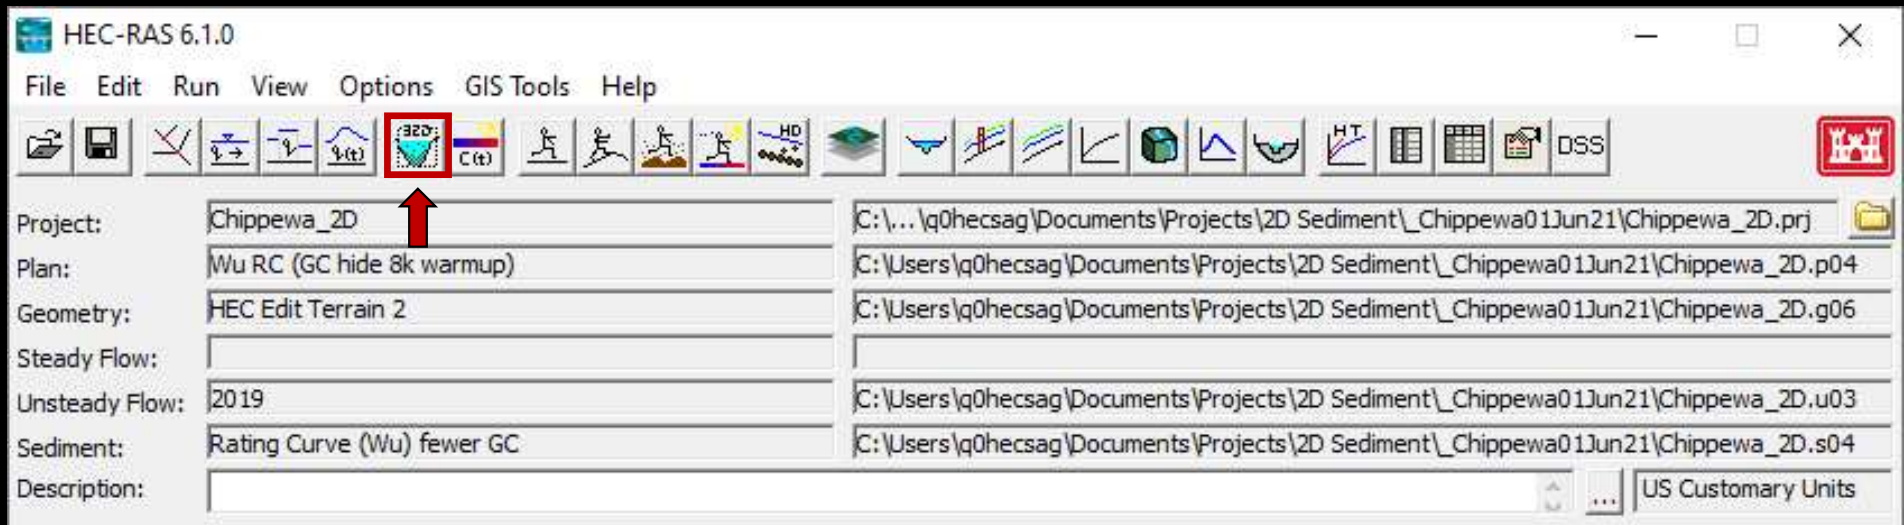 HEC-RAS 6.1.0
File Edit Run View Options GIS Tools Help
C(t) HD HT DSS
Project: Chippewa_2D C:\...\q0hecsag\Documents\Projects\2D Sediment\_Chippewa01Jun21\Chippewa_2D.prj
Plan: Wu RC (GC hide 8k warmup) C:\Users\q0hecsag\Documents\Projects\2D Sediment\_Chippewa01Jun21\Chippewa_2D.p04
Geometry: HEC Edit Terrain 2 C:\Users\q0hecsag\Documents\Projects\2D Sediment\_Chippewa01Jun21\Chippewa_2D.g06
Steady Flow:
Unsteady Flow: 2019 C:\Users\q0hecsag\Documents\Projects\2D Sediment\_Chippewa01Jun21\Chippewa_2D.u03
Sediment: Rating Curve (Wu) fewer GC C:\Users\q0hecsag\Documents\Projects\2D Sediment\_Chippewa01Jun21\Chippewa_2D.s04
Description: ... US Customary Units